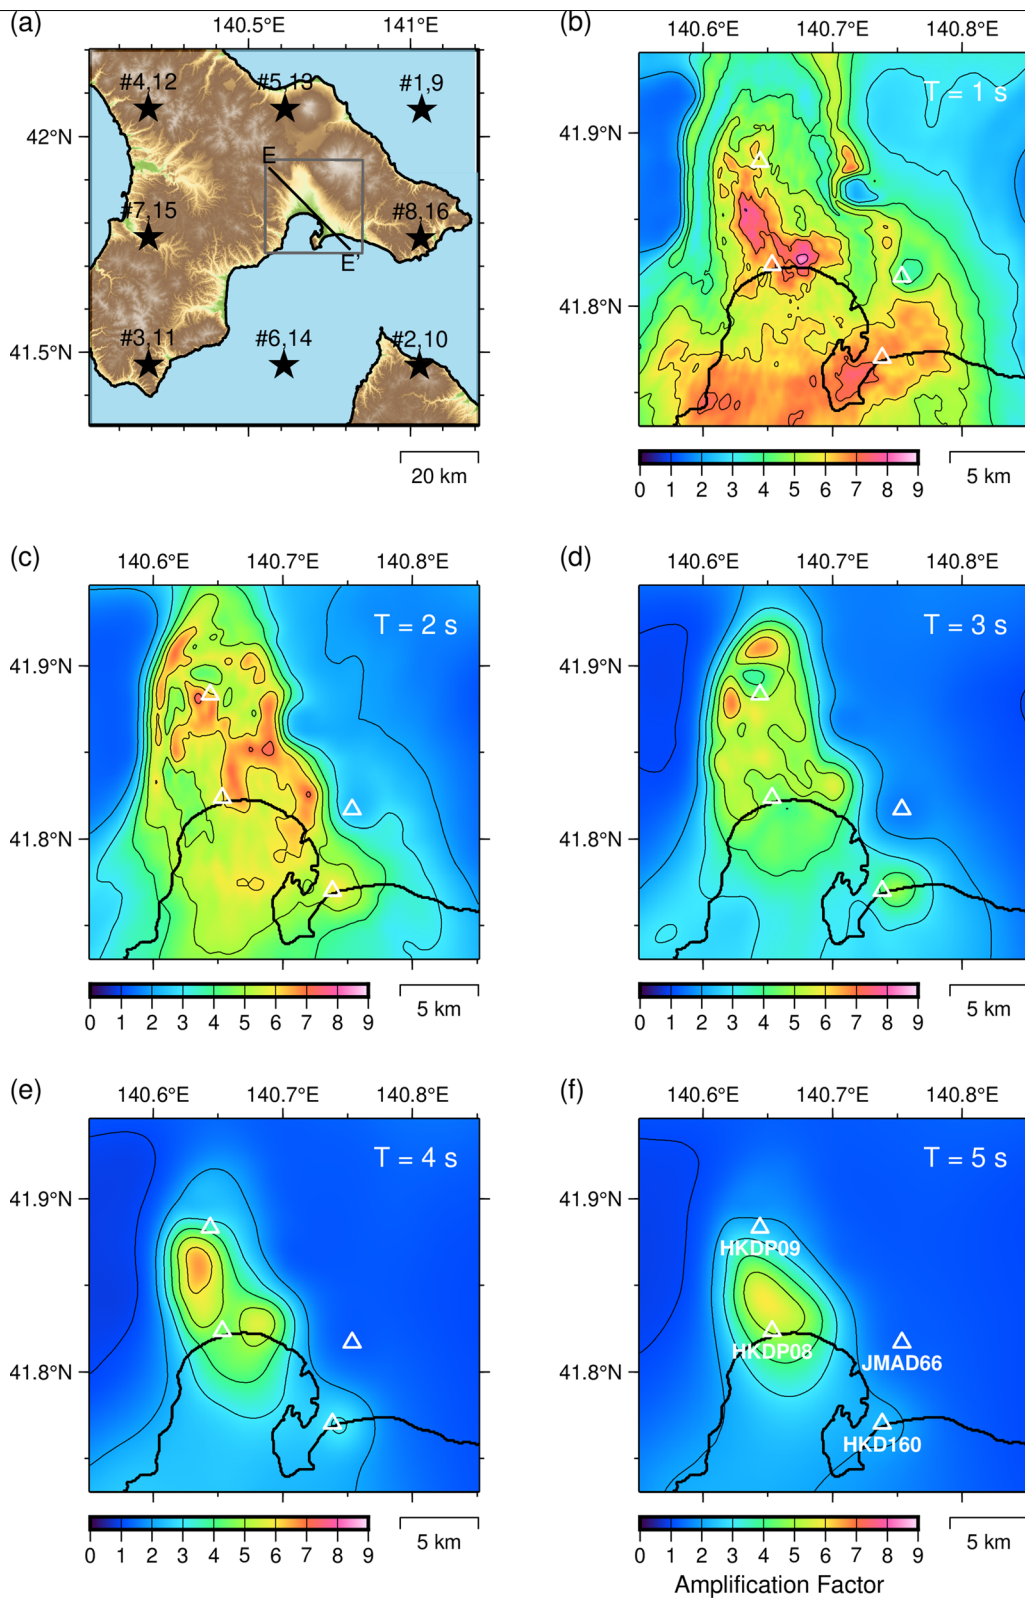 (a)
140.5°E 141°E
42°N
41.5°N
#4,12 #5,13 #1,9
E
#7,15 #8,16
E'
#3,11 #6,14 #2,10
20 km
(b)
140.6°E 140.7°E 140.8°E
T = 1 s
41.9°N
41.8°N
0 1 2 3 4 5 6 7 8 9
5 km
(c)
140.6°E 140.7°E 140.8°E
T = 2 s
41.9°N
41.8°N
0 1 2 3 4 5 6 7 8 9
5 km
(d)
140.6°E 140.7°E 140.8°E
T = 3 s
41.9°N
41.8°N
0 1 2 3 4 5 6 7 8 9
5 km
(e)
140.6°E 140.7°E 140.8°E
T = 4 s
41.9°N
41.8°N
0 1 2 3 4 5 6 7 8 9
5 km
(f)
140.6°E 140.7°E 140.8°E
T = 5 s
41.9°N
HKDP09
HKDP08
JMAD66
41.8°N
HKD160
0 1 2 3 4 5 6 7 8 9
5 km
Amplification Factor